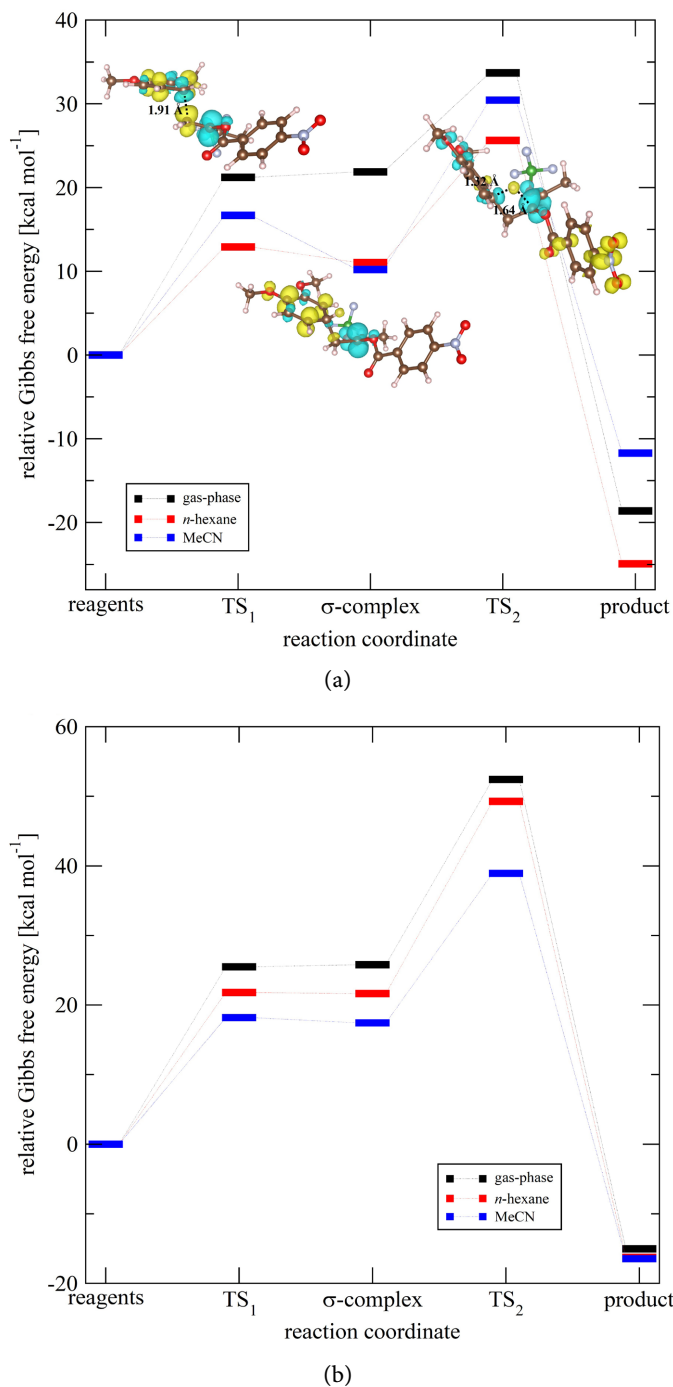 40
30
20
10
0
-10
-20
relative Gibbs free energy [kcal mol⁻¹]
1.91 Å
1.32 Å
1.64 Å
gas-phase
n-hexane
MeCN
reagents TS₁ σ-complex TS₂ product
reaction coordinate
(a)
60
40
20
0
-20
relative Gibbs free energy [kcal mol⁻¹]
gas-phase
n-hexane
MeCN
reagents TS₁ σ-complex TS₂ product
reaction coordinate
(b)